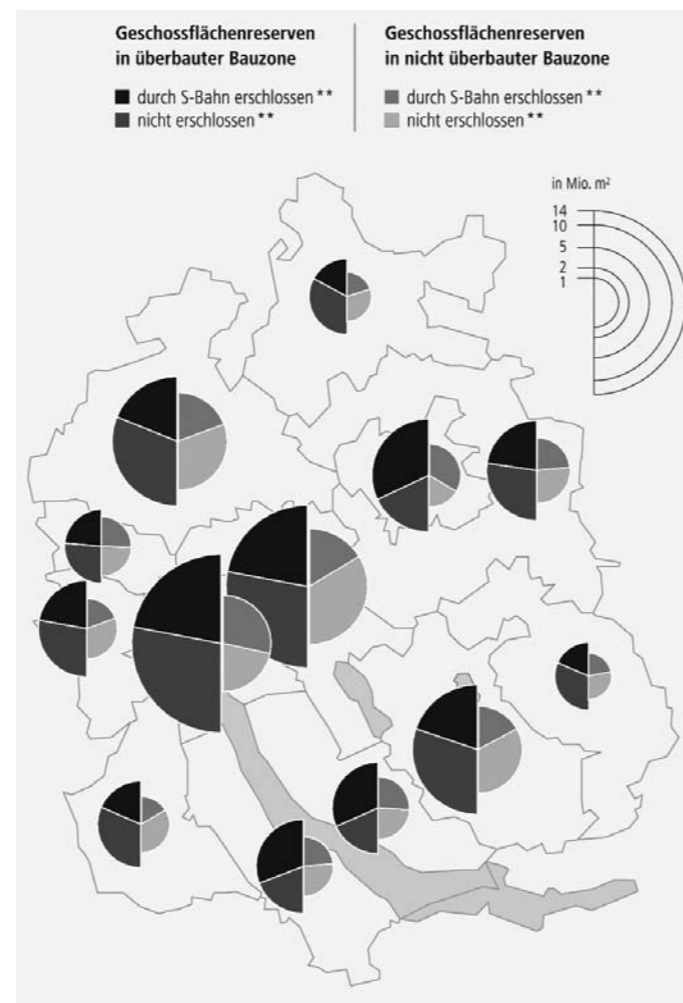 Geschossflächenreserven
in überbauter Bauzone
durch S-Bahn erschlossen **
nicht erschlossen **
Geschossflächenreserven
in nicht überbauter Bauzone
durch S-Bahn erschlossen **
nicht erschlossen **
in Mio. m²
14
10
5
2
1